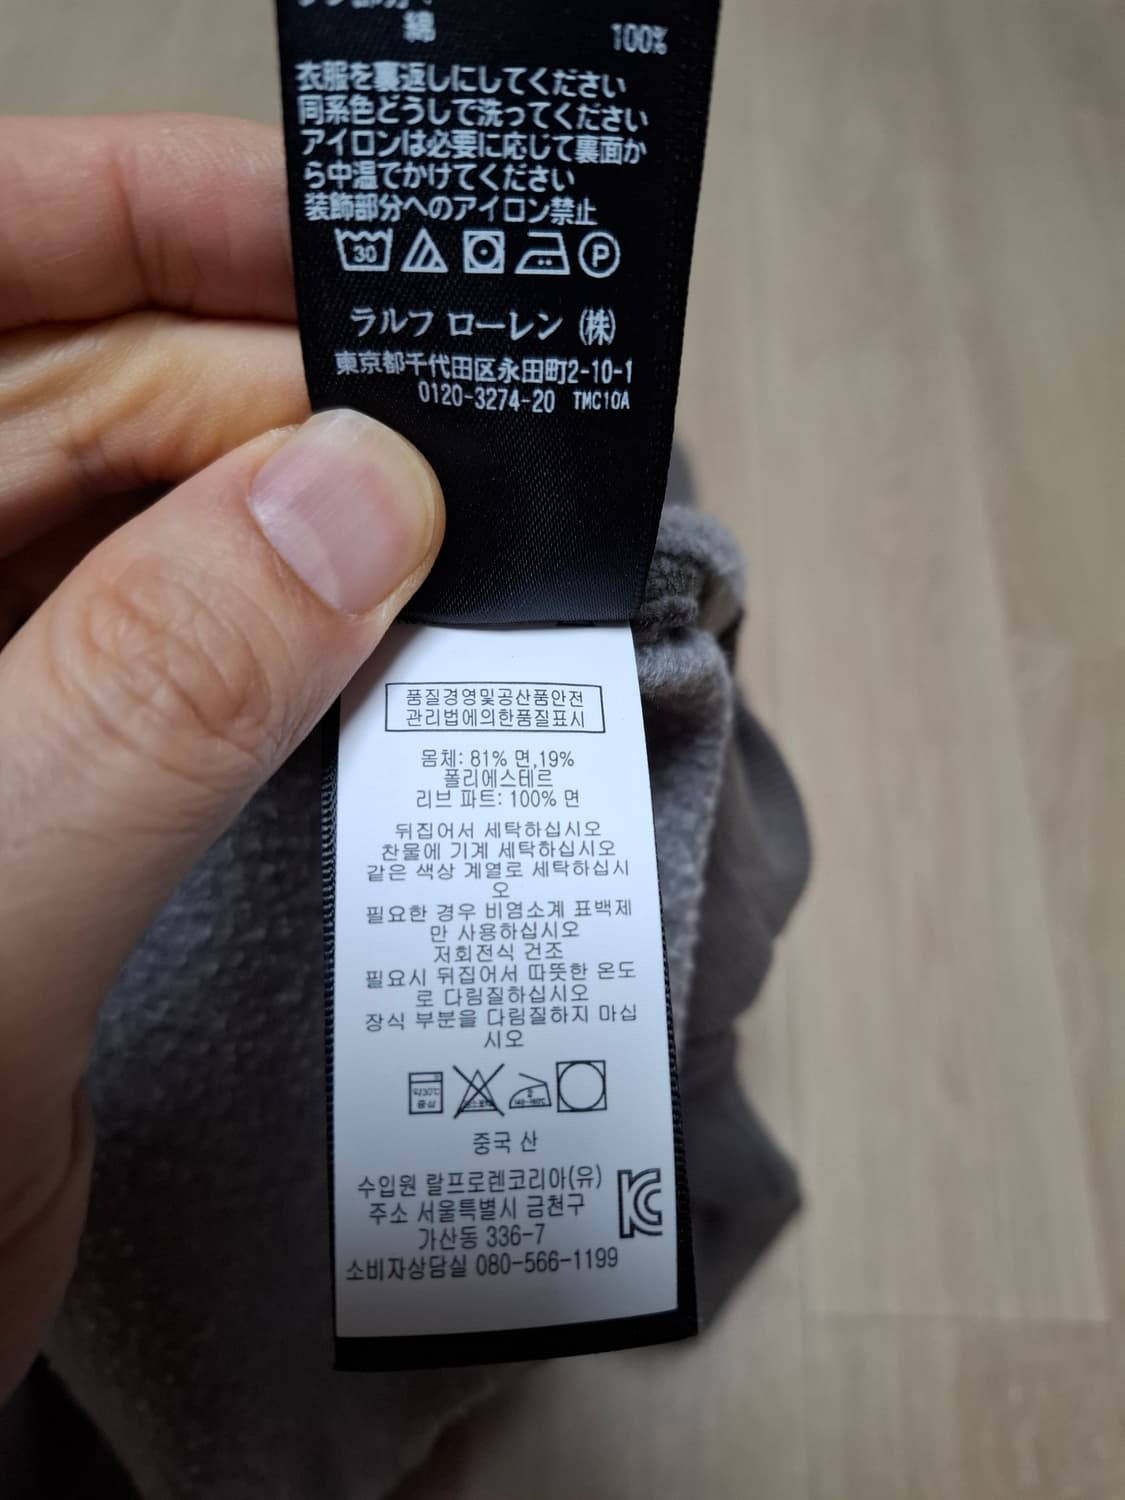 綿 100%
衣服を裏返しにしてください
同系色どうしで洗ってください
アイロンは必要に応じて裏面か
ら中温でかけてください
装飾部分へのアイロン禁止
30 P
ラルフ ローレン (株)
東京都千代田区永田町2-10-1
0120-3274-20 TMC10A
품질경영및공산품안전
관리법에의한품질표시
몸체: 81% 면,19%
폴리에스테르
리브 파트: 100% 면
뒤집어서 세탁하십시오
찬물에 기계 세탁하십시오
같은 색상 계열로 세탁하십시
오
필요한 경우 비염소계 표백제
만 사용하십시오
저회전식 건조
필요시 뒤집어서 따뜻한 온도
로 다림질하십시오
장식 부분을 다림질하지 마십
시오
약30℃
중성
중국 산
수입원 랄프로렌코리아(유)
주소 서울특별시 금천구
가산동 336-7
소비자상담실 080-566-1199